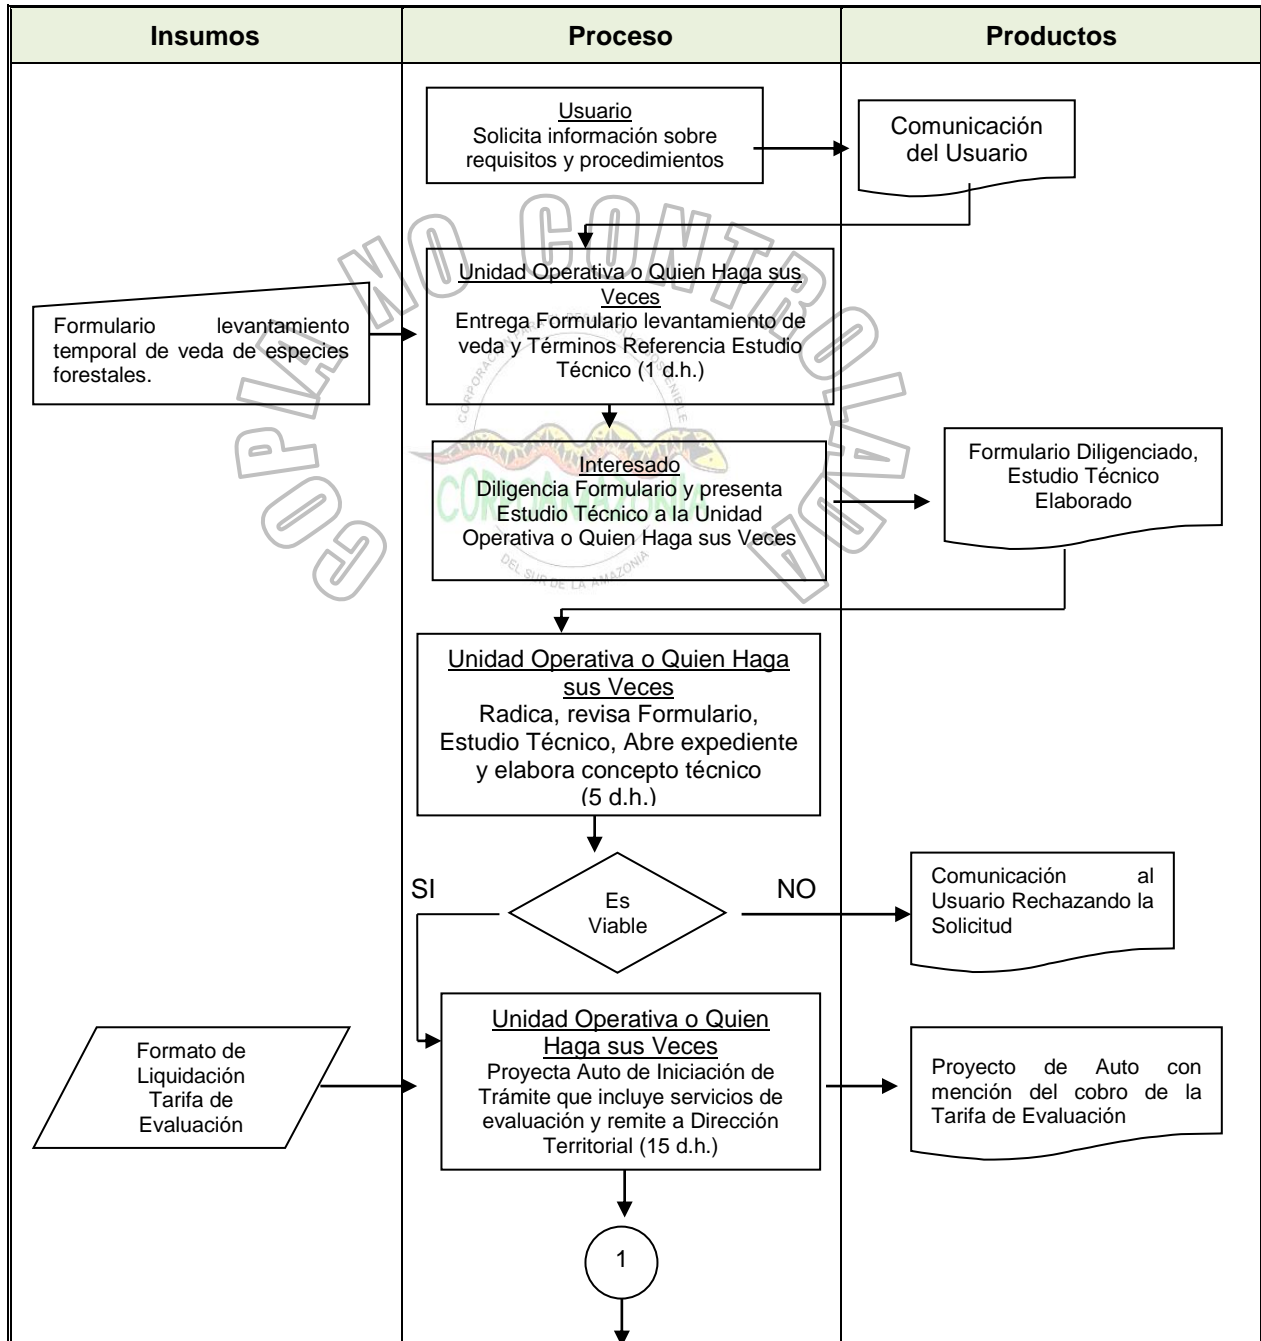 Insumos
Proceso
Productos
Usuario
Solicita información sobre
requisitos y procedimientos
Comunicación
del Usuario
COPIA NO CONTROLADA
Formulario levantamiento
temporal de veda de especies
forestales.
Unidad Operativa o Quien Haga sus
Veces
Entrega Formulario levantamiento de
veda y Términos Referencia Estudio
Técnico (1 d.h.)
CORPOAMAZONIA
DEL SUR DE LA AMAZONIA
Interesado
Diligencia Formulario y presenta
Estudio Técnico a la Unidad
Operativa o Quien Haga sus Veces
Formulario Diligenciado,
Estudio Técnico
Elaborado
Unidad Operativa o Quien Haga
sus Veces
Radica, revisa Formulario,
Estudio Técnico, Abre expediente
y elabora concepto técnico
(5 d.h.)
SI
Es
Viable
NO
Comunicación al
Usuario Rechazando la
Solicitud
Formato de
Liquidación
Tarifa de
Evaluación
Unidad Operativa o Quien
Haga sus Veces
Proyecta Auto de Iniciación de
Trámite que incluye servicios de
evaluación y remite a Dirección
Territorial (15 d.h.)
Proyecto de Auto con
mención del cobro de la
Tarifa de Evaluación
1